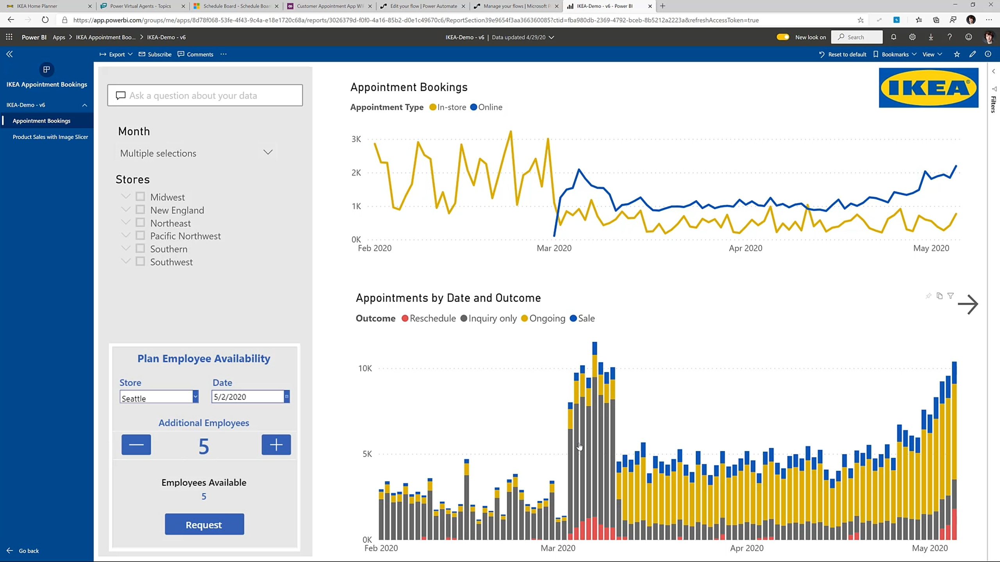 IKEA Home Planner
Power Virtual Agents - Topics
Schedule Board - Schedule Boar
Customer Appointment App WI
Edit your flow | Power Automate
Manage your flows | Microsoft P
IKEA-Demo - v6 - Power BI
https://app.powerbi.com/groups/me/apps/8d78f068-53fe-4f43-9c4a-e18e1720c68a/reports/3026379d-f0f0-4a16-85b2-d0e1c49670c6/ReportSection39e9654f3aa366360085?ctid=fba980db-2369-4792-bceb-8b5212a2223a&refreshAccessToken=true
Power BI Apps > IKEA Appointment Boo... > IKEA-Demo - v6
IKEA-Demo - v6 | Data updated 4/29/20
New look on
Search
Export
Subscribe
Comments
Reset to default
Bookmarks
View
IKEA Appointment Bookings
IKEA-Demo - v6
Appointment Bookings
Product Sales with Image Slicer
Go back
Ask a question about your data
Month
Multiple selections
Stores
Midwest
New England
Northeast
Pacific Northwest
Southern
Southwest
Plan Employee Availability
Store Date
Seattle 5/2/2020
Additional Employees
5
Employees Available
5
Request
Appointment Bookings
Appointment Type In-store Online
3K
2K
1K
0K
Feb 2020 Mar 2020 Apr 2020 May 2020
IKEA®
Filters
Appointments by Date and Outcome
Outcome Reschedule Inquiry only Ongoing Sale
10K
5K
0K
Feb 2020 Mar 2020 Apr 2020 May 2020